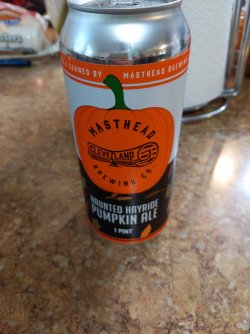 CANNED BY
MASTHEAD BREWING
MASTHEAD
CLEVELAND
BREWING CO.
HAUNTED HAYRIDE
PUMPKIN ALE
1 PINT